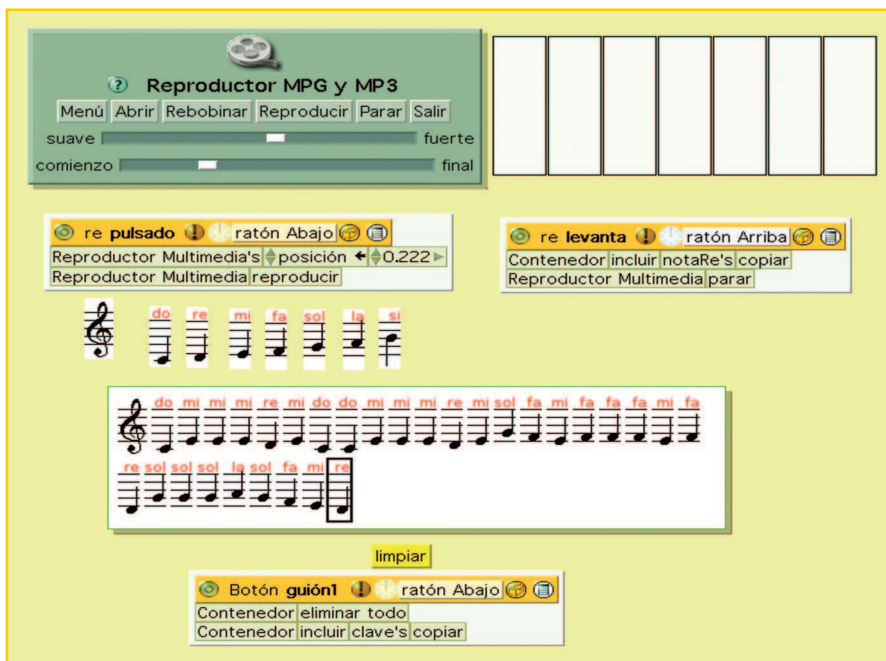 Reproductor MPG y MP3
Menú Abrir Rebobinar Reproducir Parar Salir
suave fuerte
comienzo final
re pulsado ratón Abajo
Reproductor Multimedia's posición 0.222
Reproductor Multimedia reproducir
re levanta ratón Arriba
Contenedor incluir notaRe's copiar
Reproductor Multimedia parar
do re mi fa sol la si
do mi mi mi re mi do do mi mi mi re mi sol fa mi fa fa fa mi fa
re sol sol sol la sol fa mi re
limpiar
Botón guión1 ratón Abajo
Contenedor eliminar todo
Contenedor incluir clave's copiar